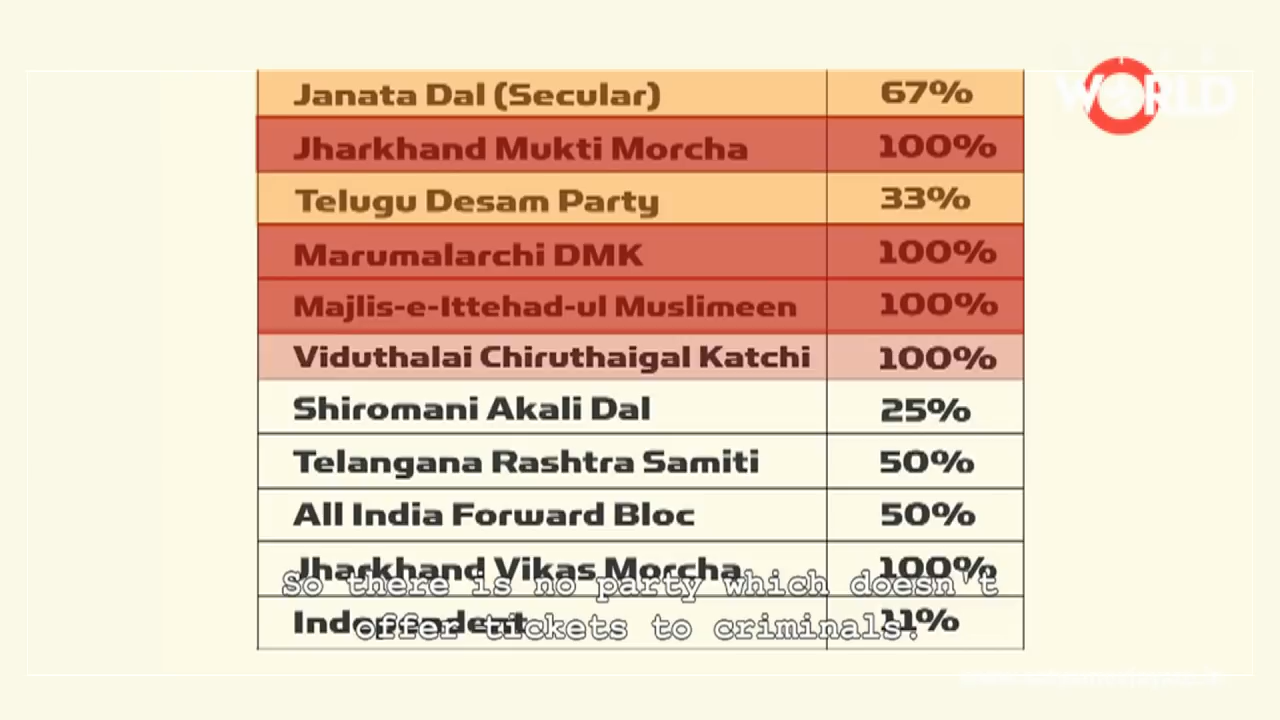 WORLD
Janata Dal (Secular) 67%
Jharkhand Mukti Morcha 100%
Telugu Desam Party 33%
Marumalarchi DMK 100%
Majlis-e-Ittehad-ul Muslimeen 100%
Viduthalai Chiruthaigal Katchi 100%
Shiromani Akali Dal 25%
Telangana Rashtra Samiti 50%
All India Forward Bloc 50%
Jharkhand Vikas Morcha 100%
Independent 11%
So there is no party which doesn't
offer tickets to criminals.